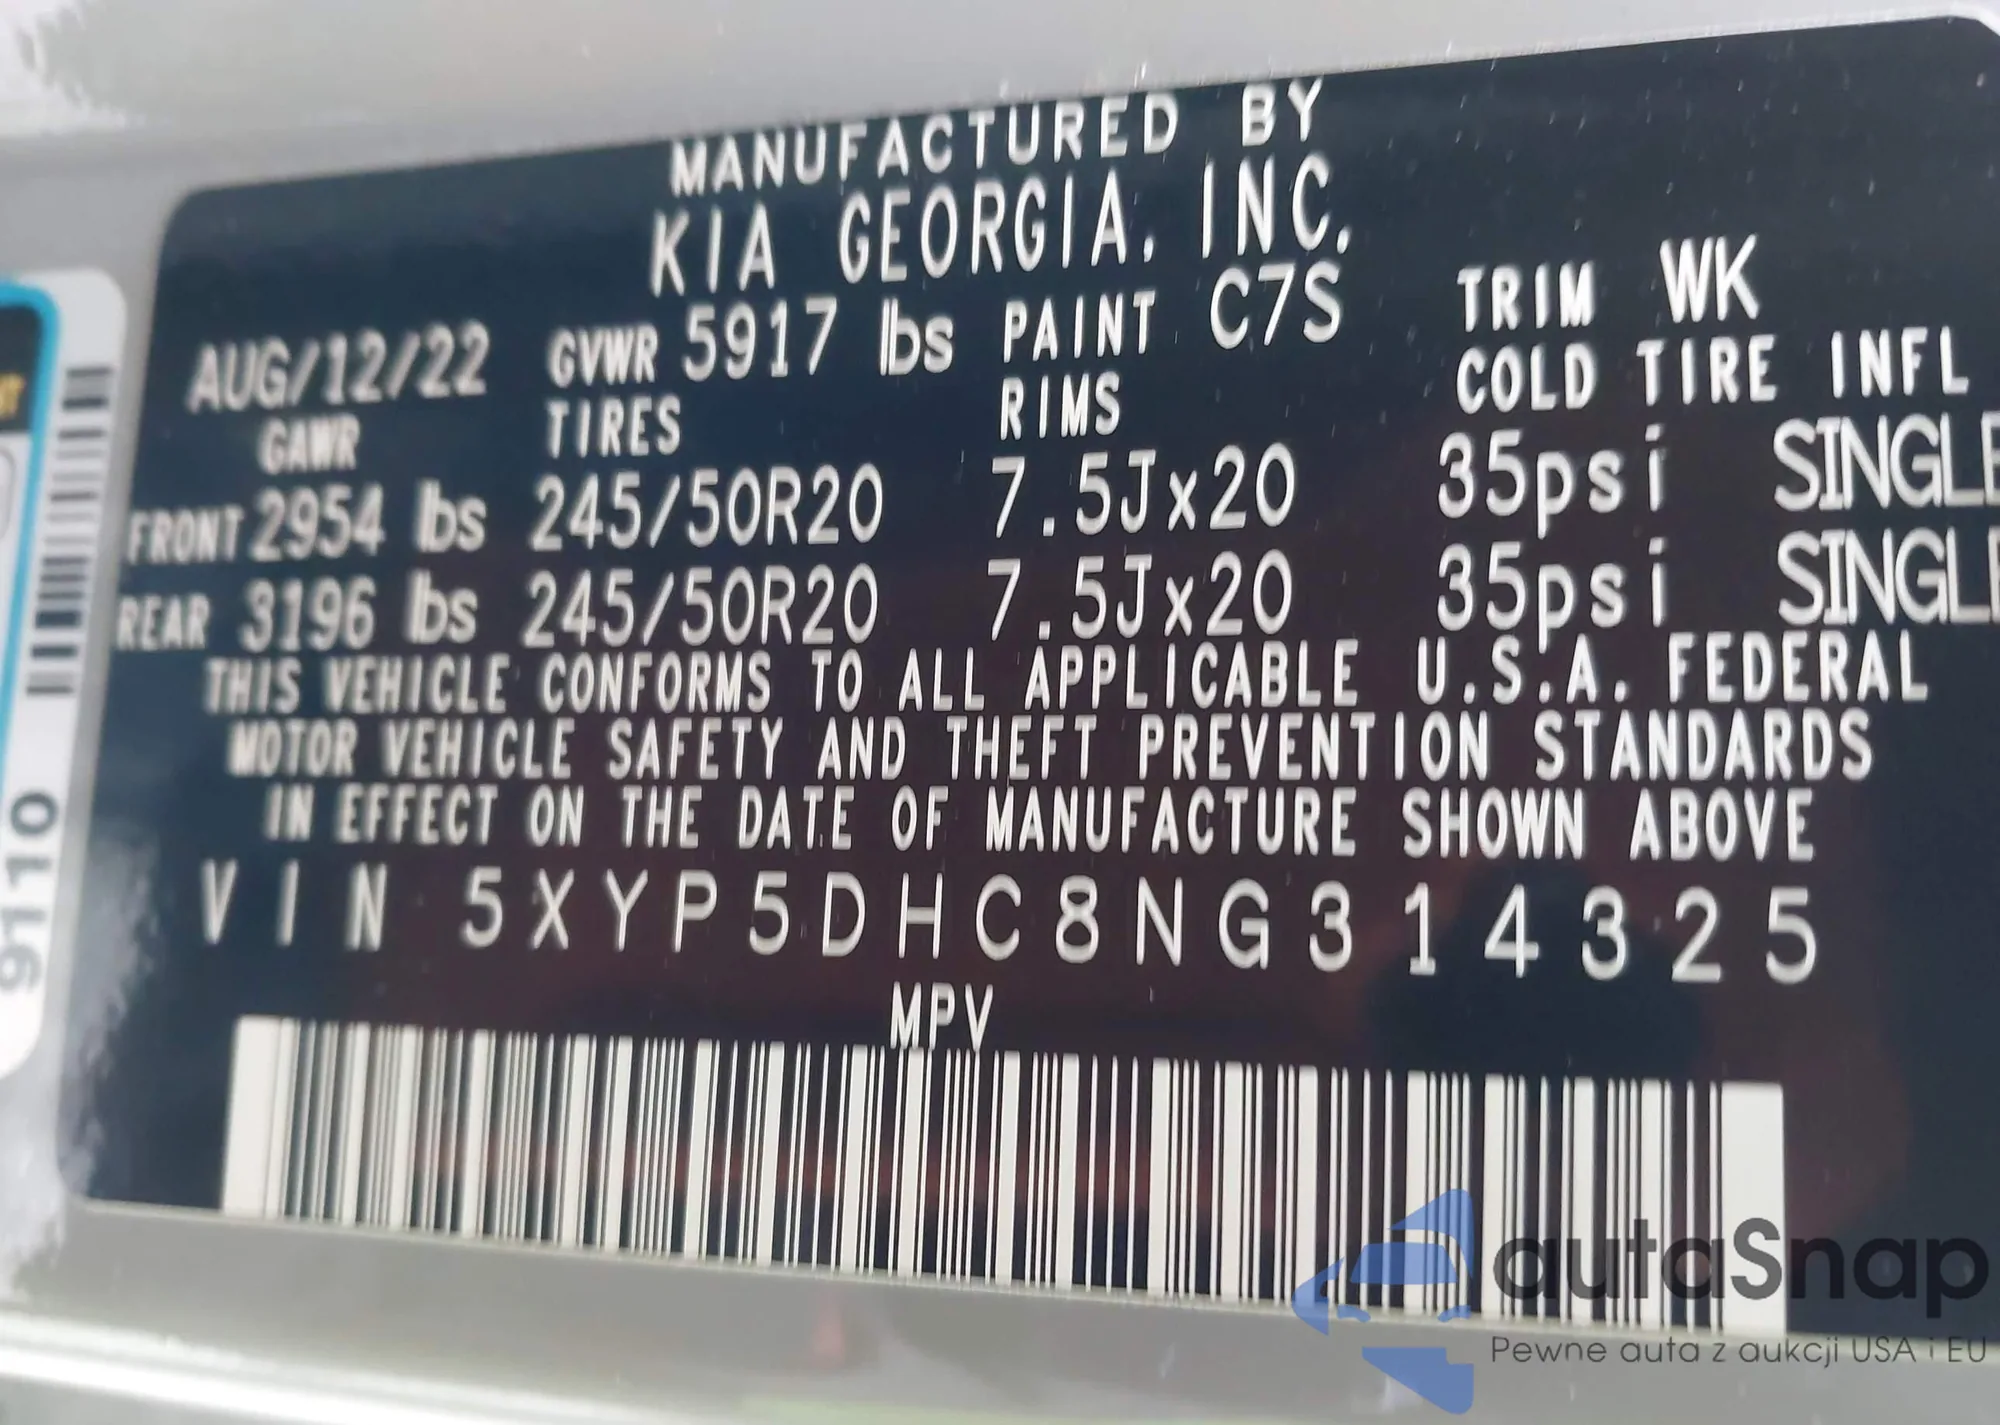 MANUFACTURED BY
KIA GEORGIA, INC.
AUG/12/22 GVWR 5917 lbs PAINT C7S TRIM WK
GAWR TIRES RIMS COLD TIRE INFL
FRONT 2954 lbs 245/50R20 7.5Jx20 35psi SINGLE
REAR 3196 lbs 245/50R20 7.5Jx20 35psi SINGLE
THIS VEHICLE CONFORMS TO ALL APPLICABLE U.S.A. FEDERAL
MOTOR VEHICLE SAFETY AND THEFT PREVENTION STANDARDS
IN EFFECT ON THE DATE OF MANUFACTURE SHOWN ABOVE
VIN 5XYP5DHC8NG314325
MPV
9110
autaSnap
Pewne auta z aukcji USA i EU